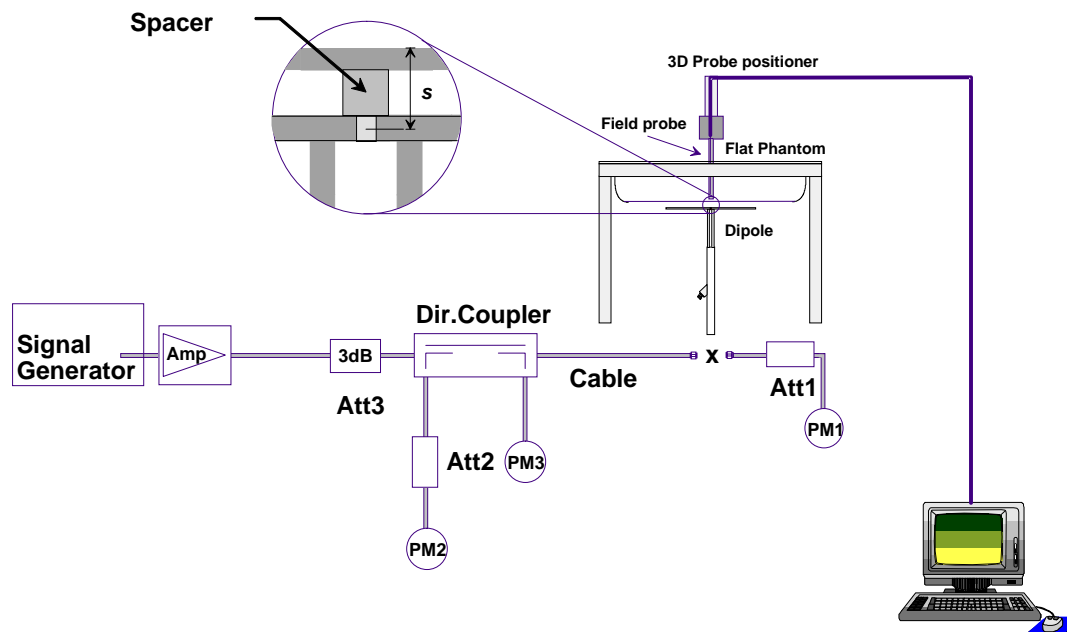 Spacer
s
3D Probe positioner
Field probe
Flat Phantom
Dipole
Dir.Coupler
Signal
Generator
Amp
3dB
Att3
Cable
x
Att1
PM1
Att2
PM3
PM2